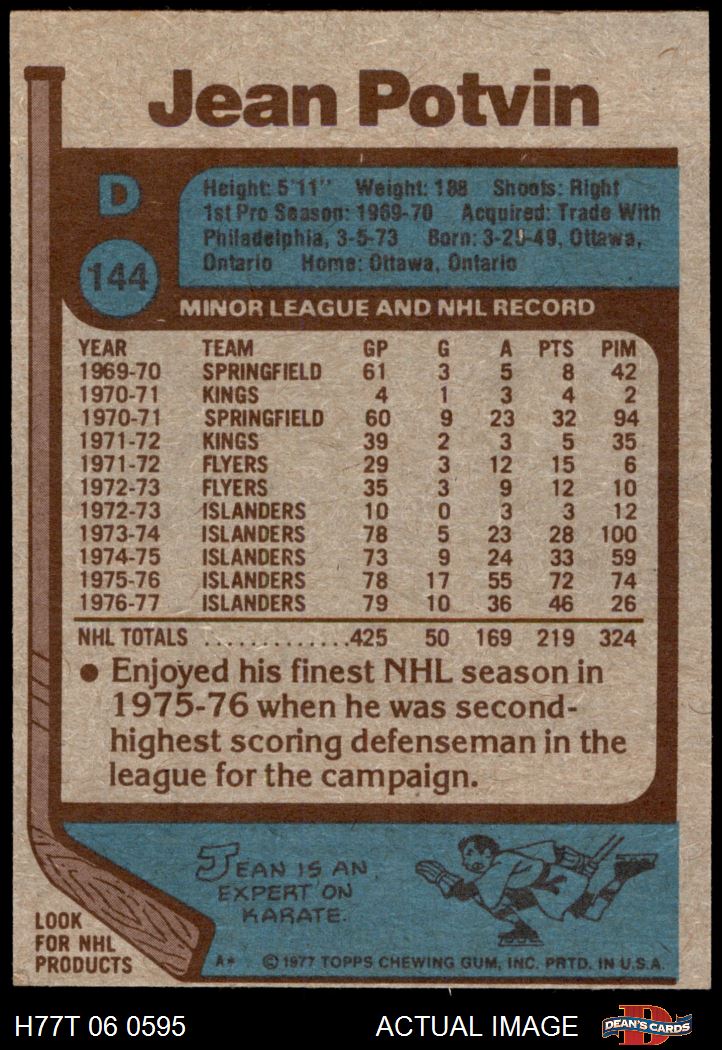 Jean Potvin
D
144
Height: 5'11" Weight: 188 Shoots: Right
1st Pro Season: 1969-70 Acquired: Trade With
Philadelphia, 3-5-73 Born: 3-29-49, Ottawa,
Ontario Home: Ottawa, Ontario
MINOR LEAGUE AND NHL RECORD
YEAR TEAM GP G A PTS PIM
1969-70 SPRINGFIELD 61 3 5 8 42
1970-71 KINGS 4 1 3 4 2
1970-71 SPRINGFIELD 60 9 23 32 94
1971-72 KINGS 39 2 3 5 35
1971-72 FLYERS 29 3 12 15 6
1972-73 FLYERS 35 3 9 12 10
1972-73 ISLANDERS 10 0 3 3 12
1973-74 ISLANDERS 78 5 23 28 100
1974-75 ISLANDERS 73 9 24 33 59
1975-76 ISLANDERS 78 17 55 72 74
1976-77 ISLANDERS 79 10 36 46 26
NHL TOTALS .............425 50 169 219 324
● Enjoyed his finest NHL season in
1975-76 when he was second-
highest scoring defenseman in the
league for the campaign.
JEAN IS AN
EXPERT ON
KARATE.
LOOK
FOR NHL
PRODUCTS
A* © 1977 TOPPS CHEWING GUM, INC. PRTD. IN U.S.A.
H77T 06 0595 ACTUAL IMAGE D DEAN'S CARDS